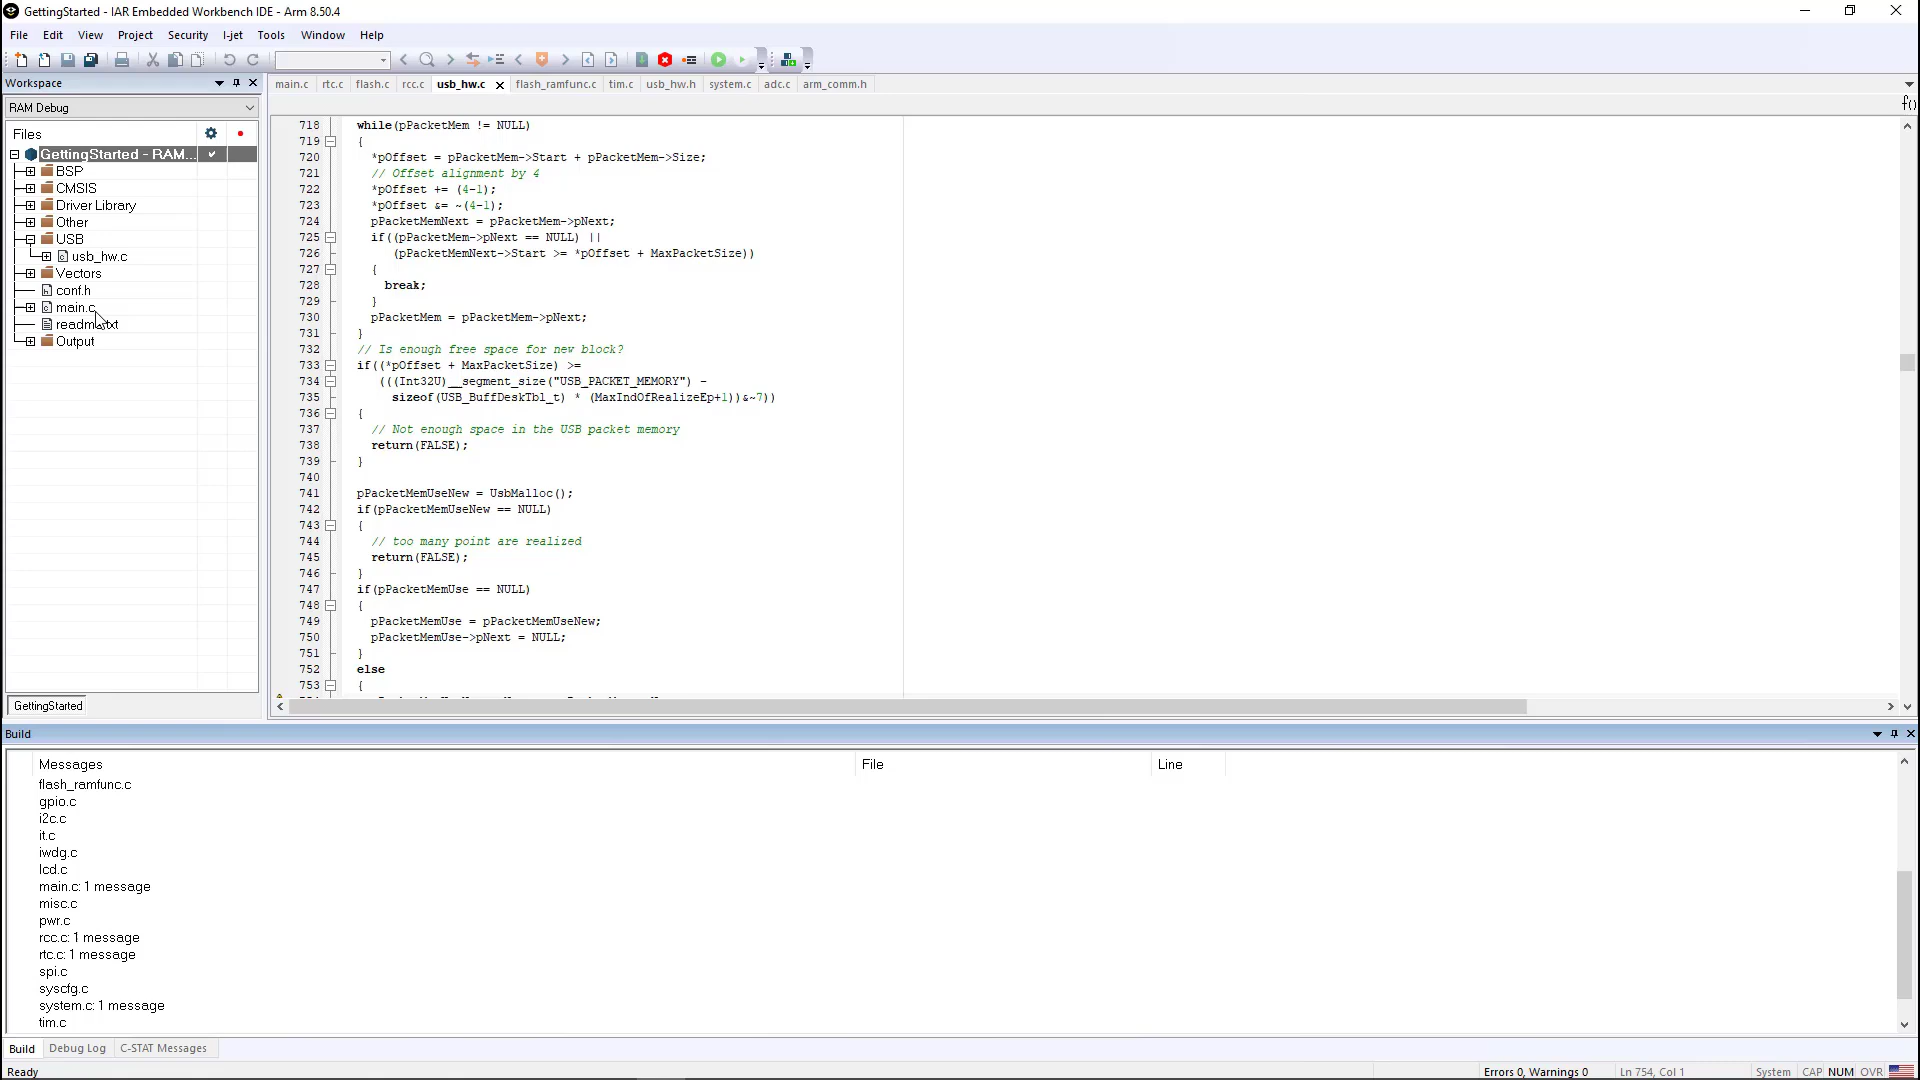 GettingStarted - IAR Embedded Workbench IDE - Arm 8.50.4
File Edit View Project Security I-jet Tools Window Help
Workspace
main.c rtc.c flash.c rcc.c usb_hw.c flash_ramfunc.c tim.c usb_hw.h system.c adc.c arm_comm.h
RAM Debug
f()
Files
GettingStarted - RAM...
BSP
CMSIS
Driver Library
Other
USB
usb_hw.c
Vectors
conf.h
main.c
Output
GettingStarted
718 while(pPacketMem != NULL)
719 {
720 *pOffset = pPacketMem->Start + pPacketMem->Size;
721 // Offset alignment by 4
722 *pOffset += (4-1);
723 *pOffset &= ~(4-1);
724 pPacketMemNext = pPacketMem->pNext;
725 if((pPacketMem->pNext == NULL) ||
726 (pPacketMemNext->Start >= *pOffset + MaxPacketSize))
727 {
728 break;
729 }
730 pPacketMem = pPacketMem->pNext;
731 }
732 // Is enough free space for new block?
733 if((*pOffset + MaxPacketSize) >=
734 (((Int32U)__segment_size("USB_PACKET_MEMORY") -
735 sizeof(USB_BuffDeskTbl_t) * (MaxIndOfRealizeEp+1))&~7))
736 {
737 // Not enough space in the USB packet memory
738 return(FALSE);
739 }
740
741 pPacketMemUseNew = UsbMalloc();
742 if(pPacketMemUseNew == NULL)
743 {
744 // too many point are realized
745 return(FALSE);
746 }
747 if(pPacketMemUse == NULL)
748 {
749 pPacketMemUse = pPacketMemUseNew;
750 pPacketMemUse->pNext = NULL;
751 }
752 else
753 {
Build
Messages File Line
flash_ramfunc.c
gpio.c
i2c.c
it.c
iwdg.c
lcd.c
main.c: 1 message
misc.c
pwr.c
rcc.c: 1 message
rtc.c: 1 message
spi.c
syscfg.c
system.c: 1 message
tim.c
Build Debug Log C-STAT Messages
Ready Errors 0, Warnings 0 Ln 754, Col 1 System CAP NUM OVR